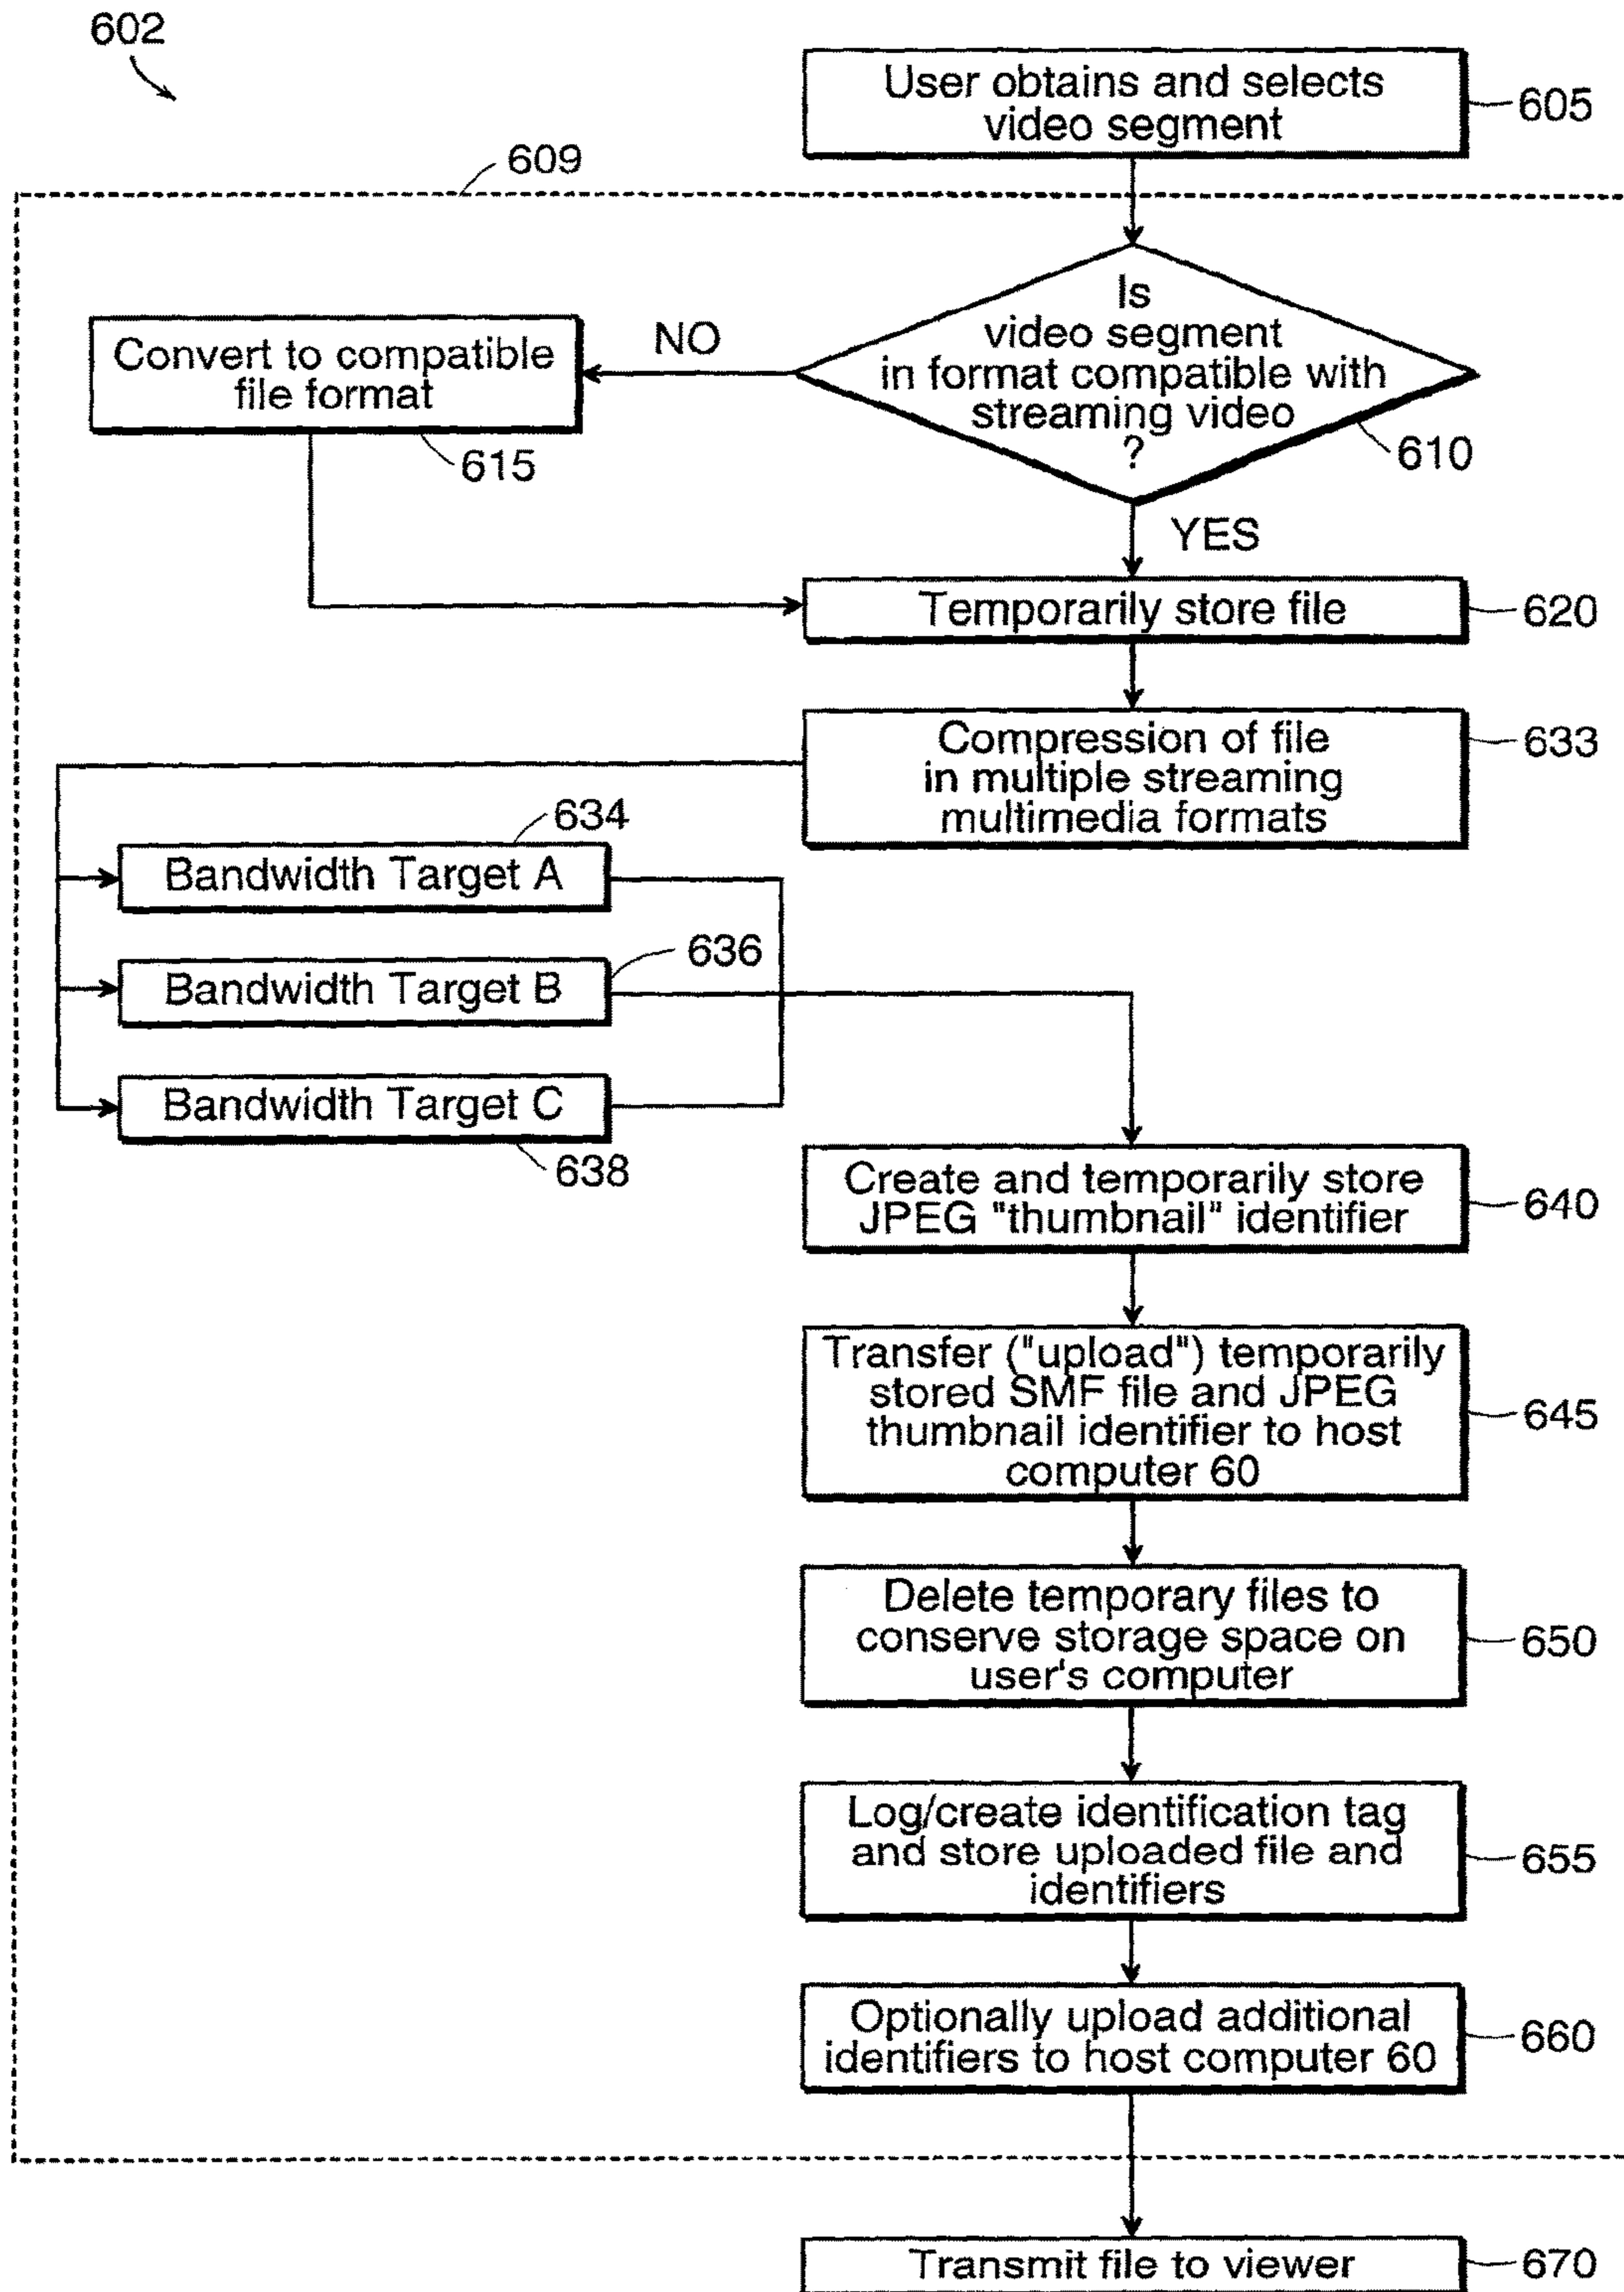 602
User obtains and selects
video segment
605
609
Is
video segment
in format compatible with
streaming video
?
610
NO
Convert to compatible
file format
615
YES
Temporarily store file
620
Compression of file
in multiple streaming
multimedia formats
633
634
Bandwidth Target A
636
Bandwidth Target B
Bandwidth Target C
638
Create and temporarily store
JPEG "thumbnail" identifier
640
Transfer ("upload") temporarily
stored SMF file and JPEG
thumbnail identifier to host
computer 60
645
Delete temporary files to
conserve storage space on
user's computer
650
Log/create identification tag
and store uploaded file and
identifiers
655
Optionally upload additional
identifiers to host computer 60
660
Transmit file to viewer
670